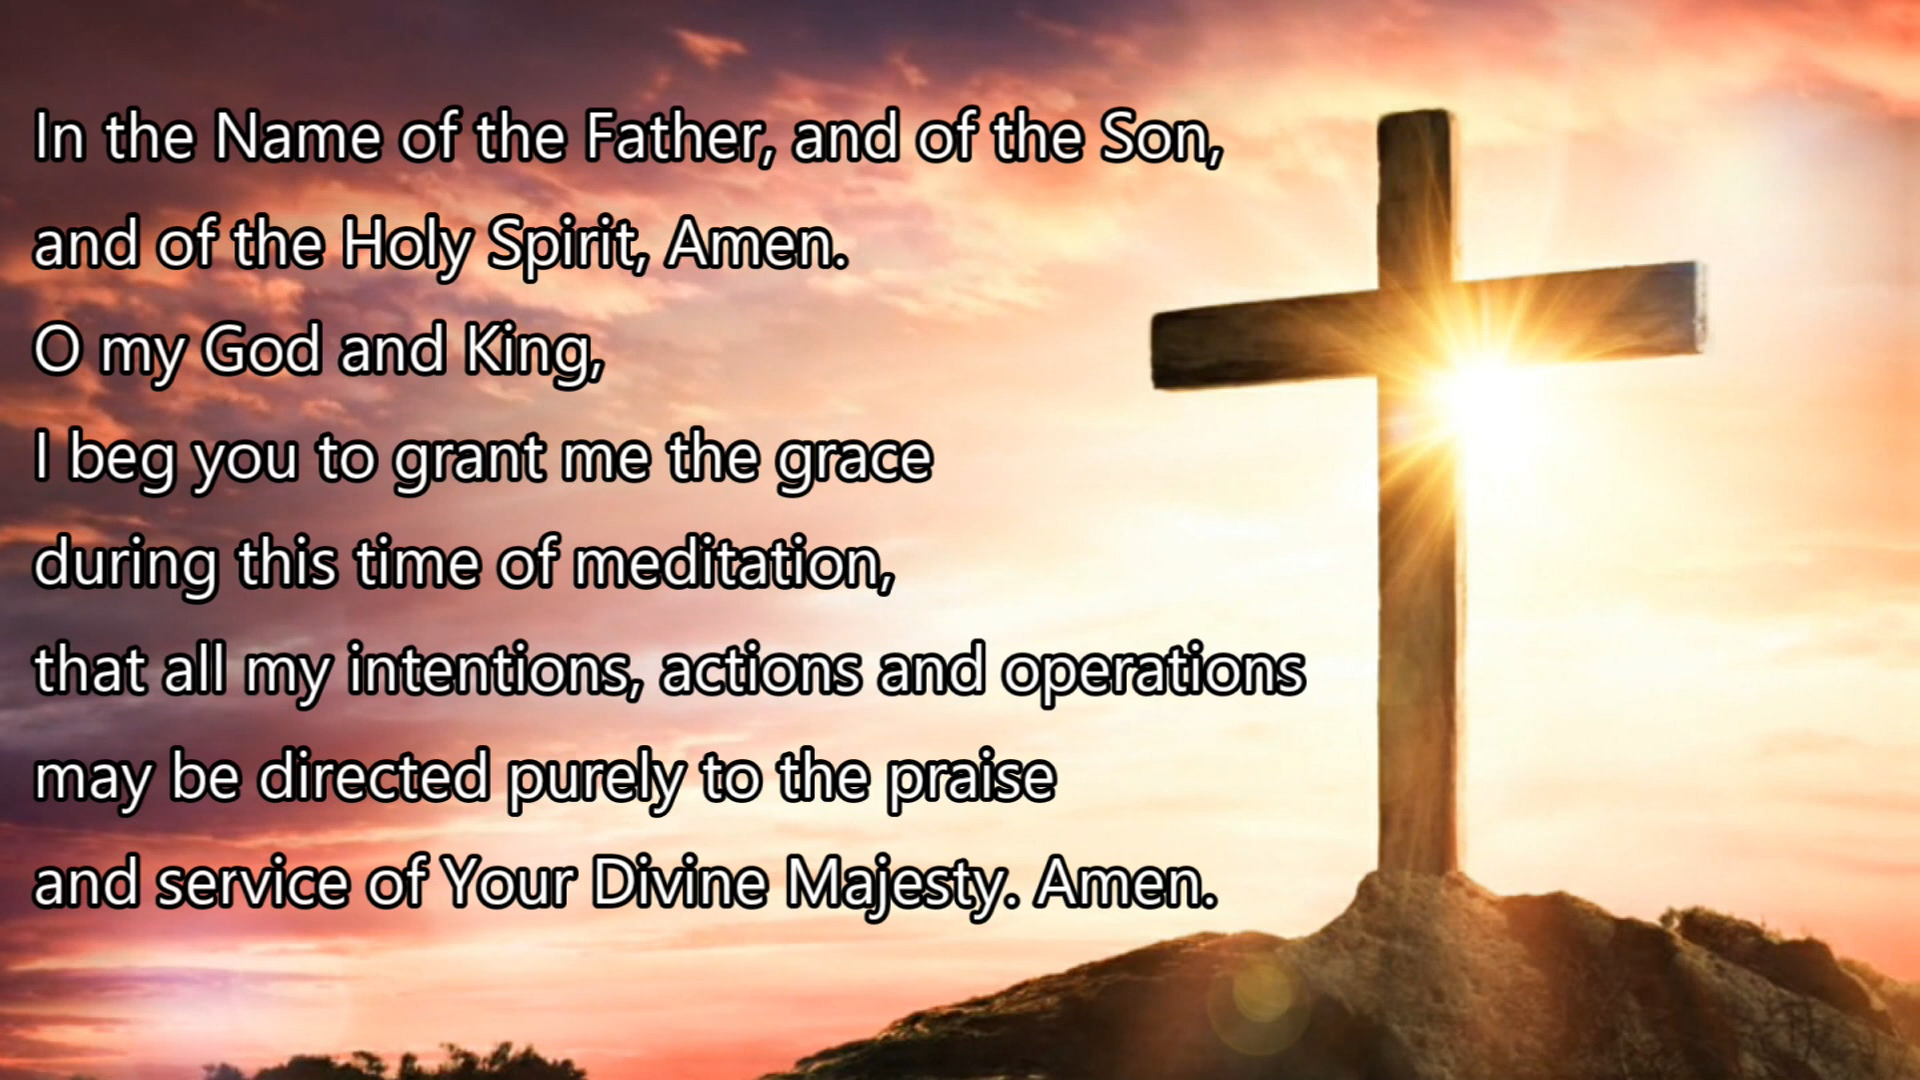 In the Name of the Father, and of the Son,
and of the Holy Spirit, Amen.
O my God and King,
I beg you to grant me the grace
during this time of meditation,
that all my intentions, actions and operations
may be directed purely to the praise
and service of Your Divine Majesty. Amen.